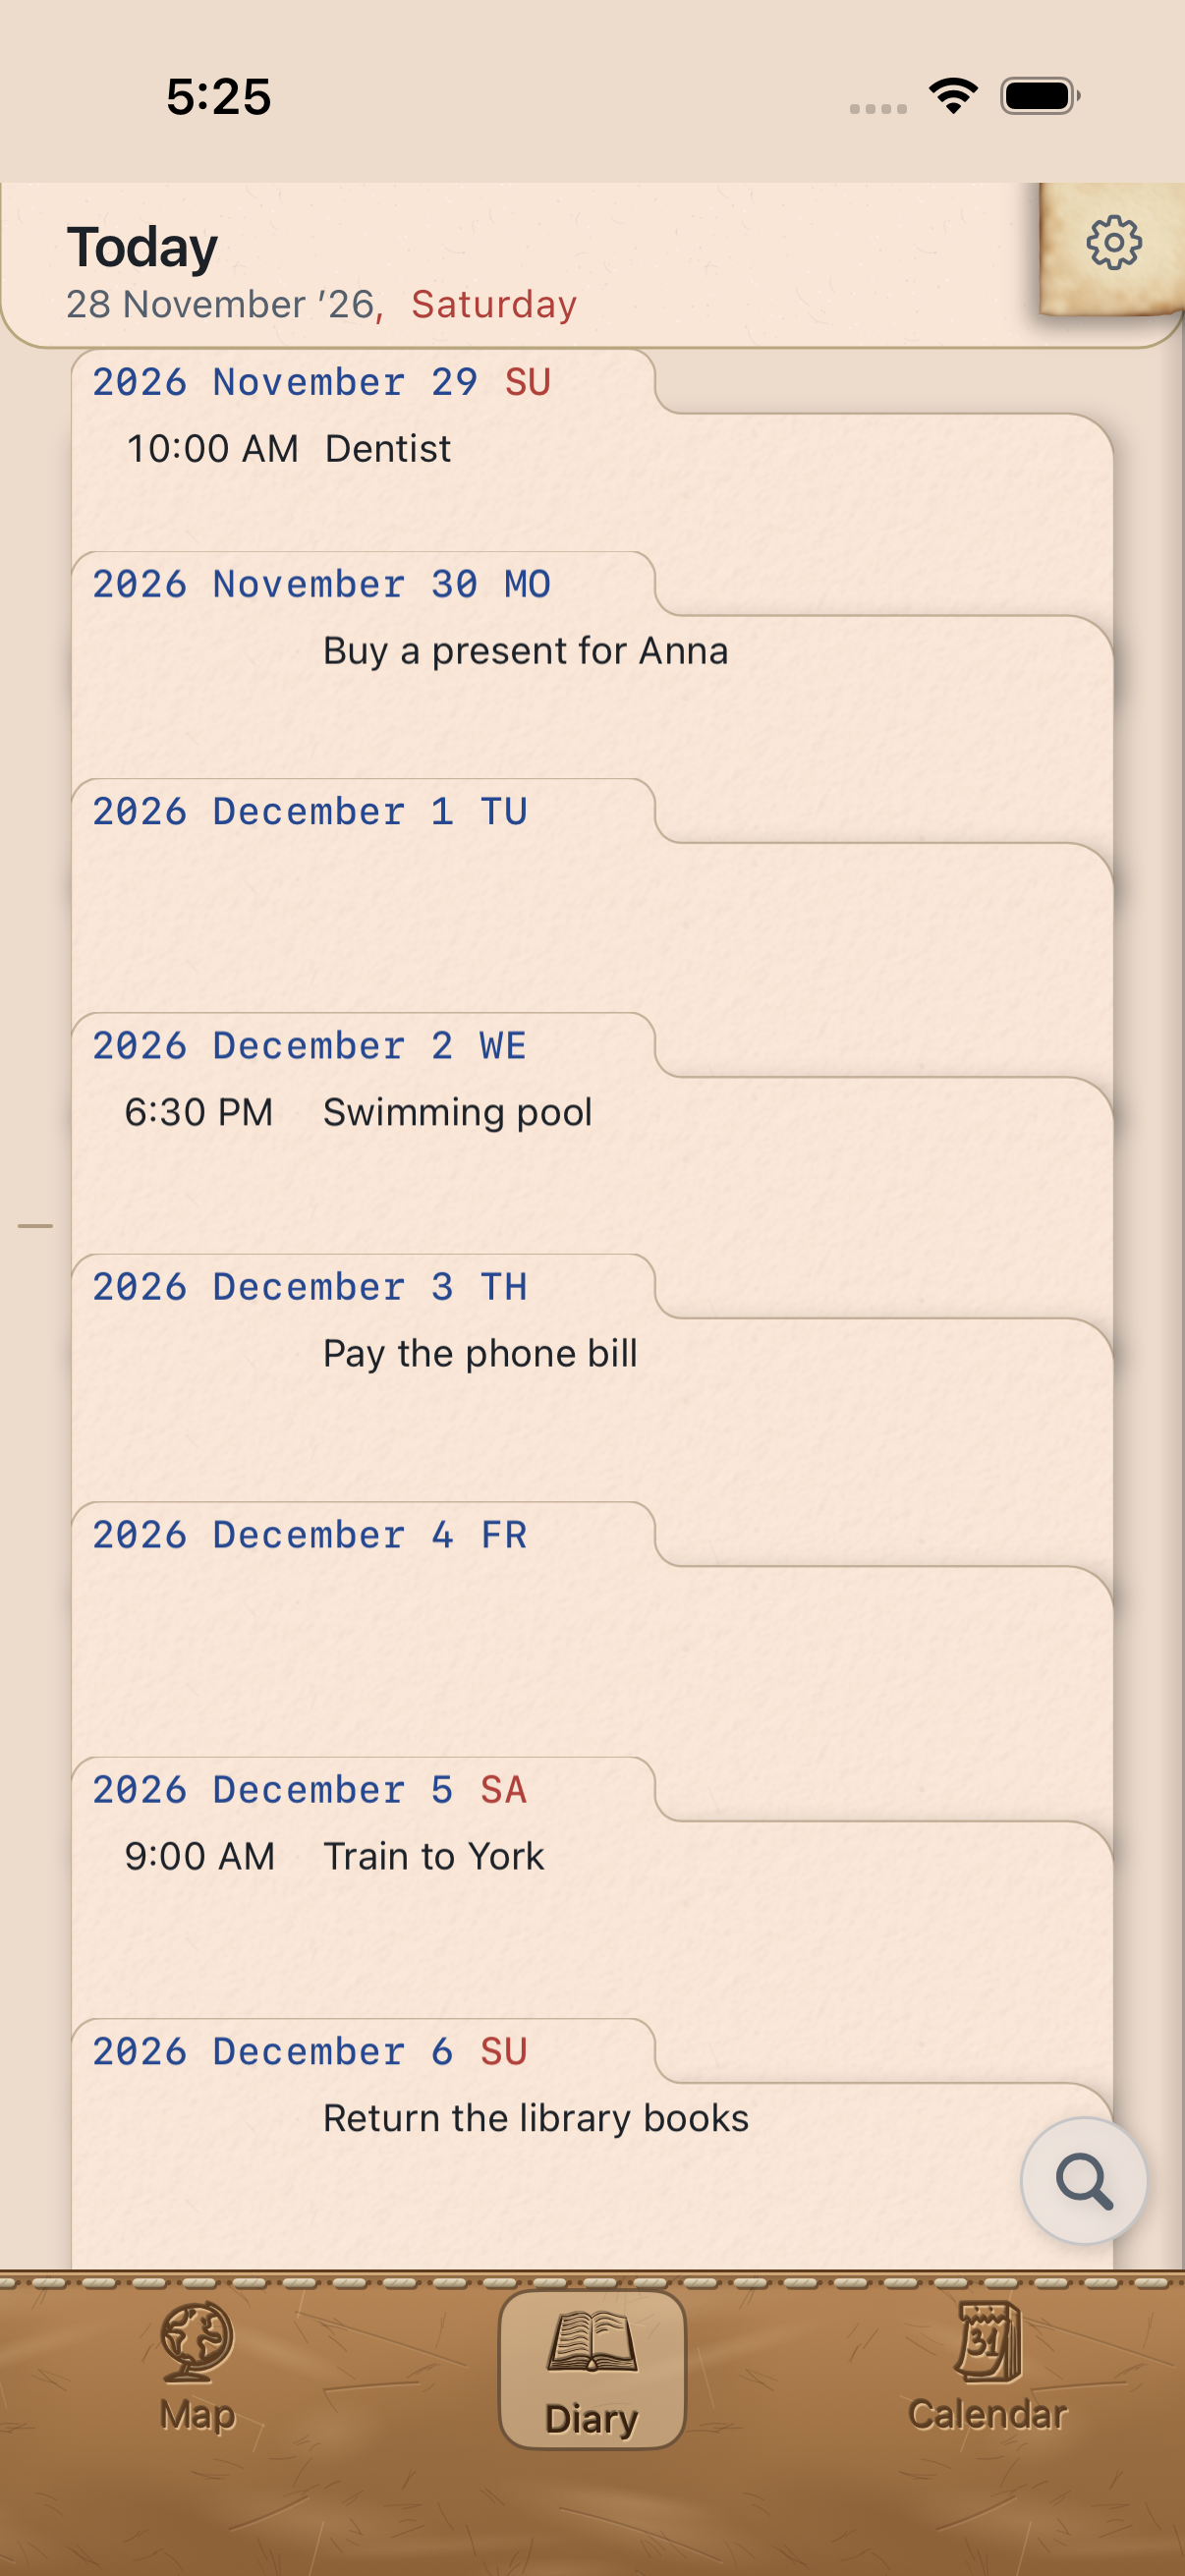 5:25
Today
28 November ’26, Saturday
2026 November 29 SU
10:00 AM Dentist
2026 November 30 MO
Buy a present for Anna
2026 December 1 TU
2026 December 2 WE
6:30 PM Swimming pool
2026 December 3 TH
Pay the phone bill
2026 December 4 FR
2026 December 5 SA
9:00 AM Train to York
2026 December 6 SU
Return the library books
31
Map Diary Calendar